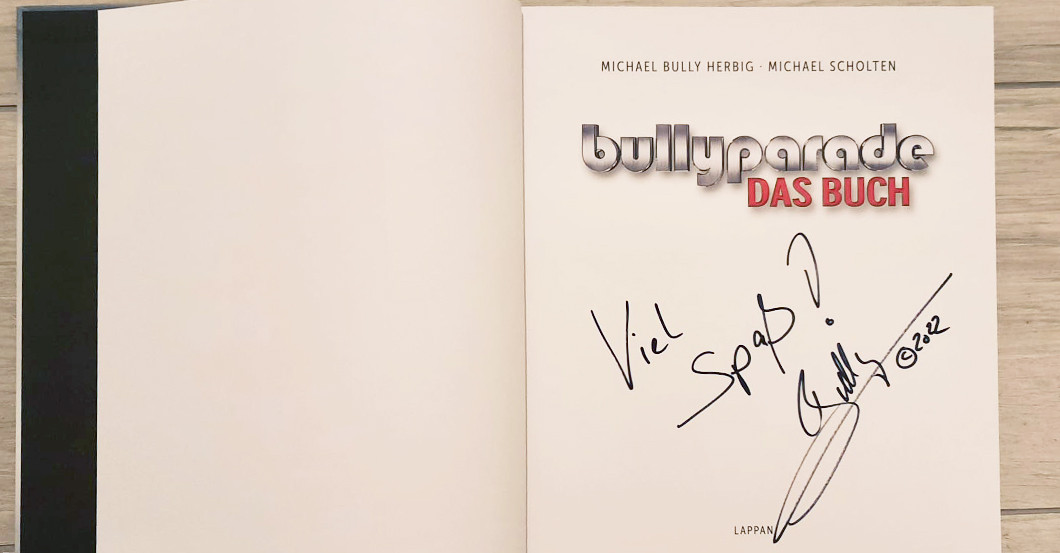 MICHAEL BULLY HERBIG · MICHAEL SCHOLTEN
bullyparade
DAS BUCH
Viel Spaß!
Bully
©2022
LAPPAN